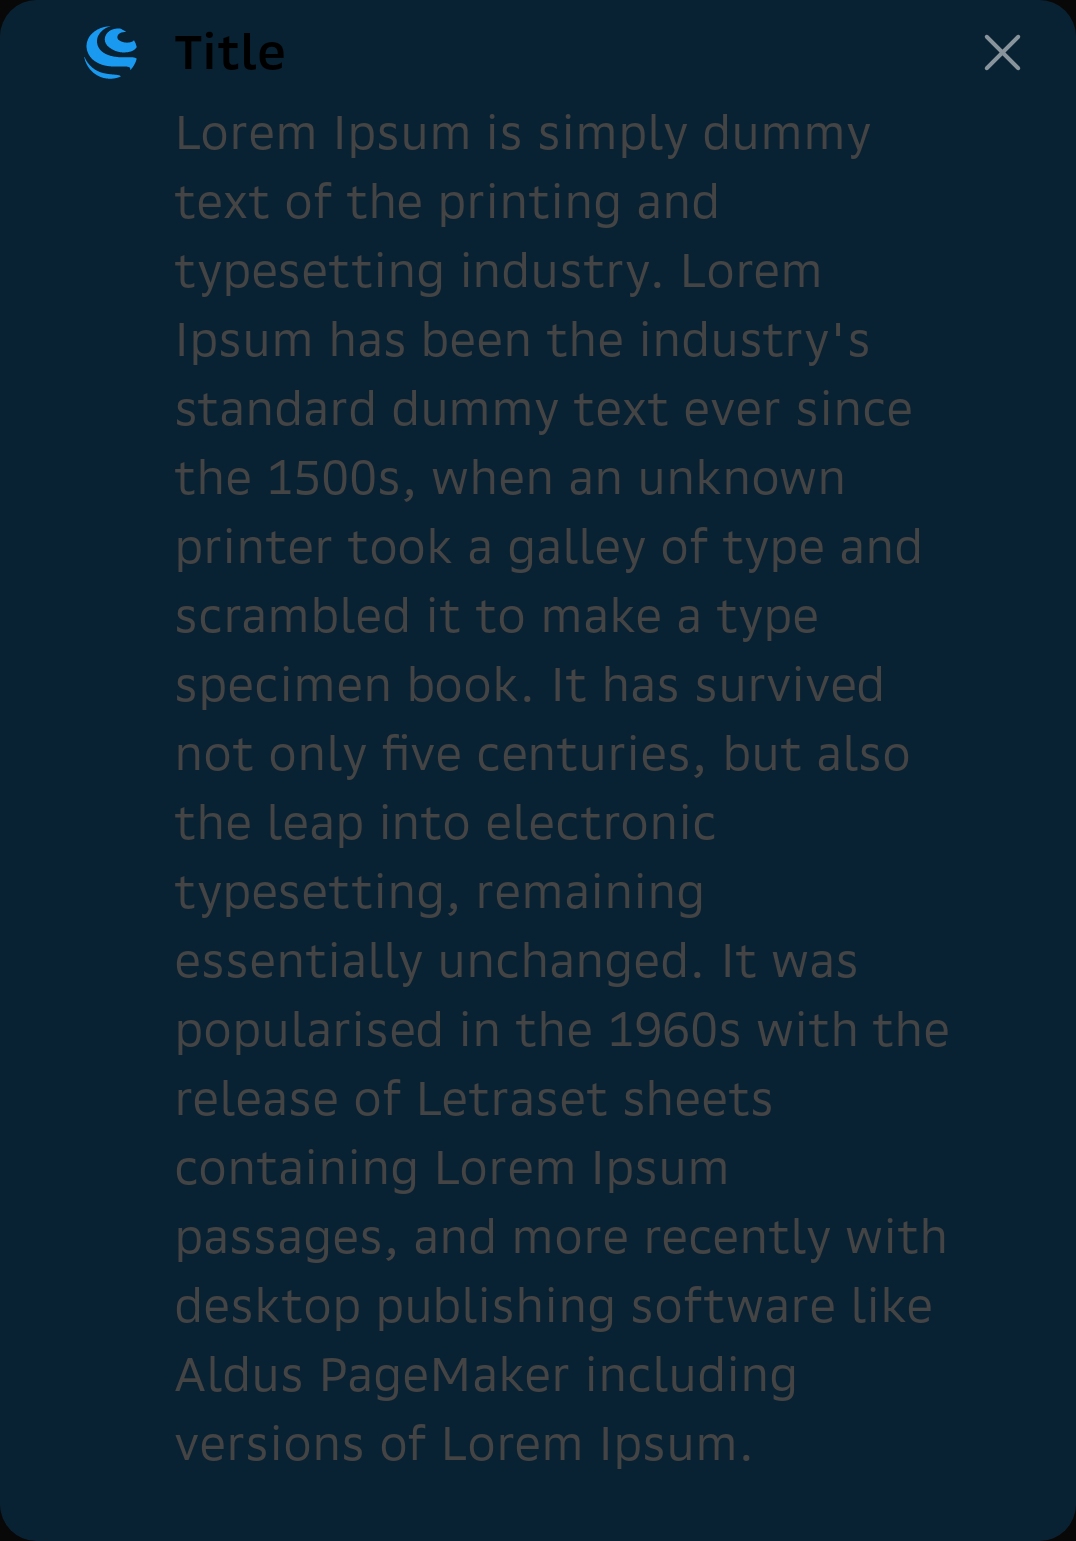 Title
Lorem Ipsum is simply dummy
text of the printing and
typesetting industry. Lorem
Ipsum has been the industry's
standard dummy text ever since
the 1500s, when an unknown
printer took a galley of type and
scrambled it to make a type
specimen book. It has survived
not only five centuries, but also
the leap into electronic
typesetting, remaining
essentially unchanged. It was
popularised in the 1960s with the
release of Letraset sheets
containing Lorem Ipsum
passages, and more recently with
desktop publishing software like
Aldus PageMaker including
versions of Lorem Ipsum.